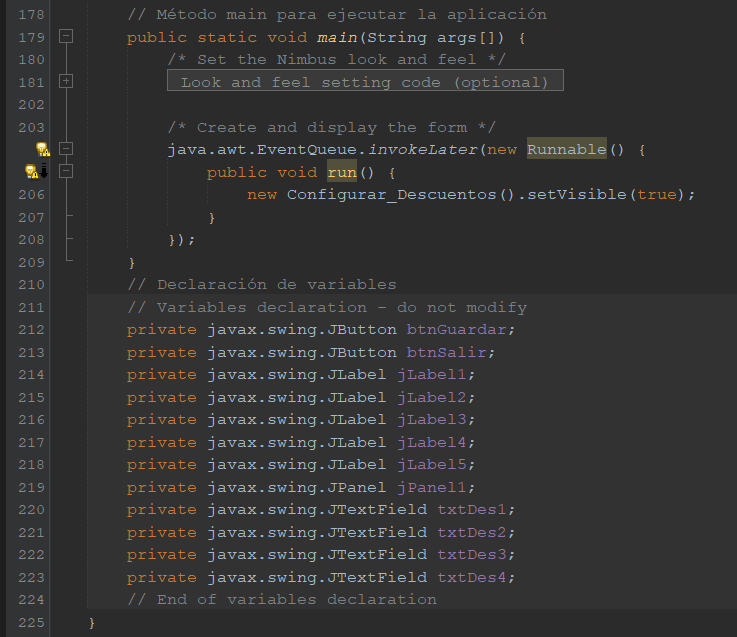 178 // Método main para ejecutar la aplicación
179 public static void main(String args[]) {
180 /* Set the Nimbus look and feel */
181 Look and feel setting code (optional)
202
203 /* Create and display the form */
java.awt.EventQueue.invokeLater(new Runnable() {
public void run() {
206 new Configurar_Descuentos().setVisible(true);
207 }
208 });
209 }
210 // Declaración de variables
211 // Variables declaration - do not modify
212 private javax.swing.JButton btnGuardar;
213 private javax.swing.JButton btnSalir;
214 private javax.swing.JLabel jLabel1;
215 private javax.swing.JLabel jLabel2;
216 private javax.swing.JLabel jLabel3;
217 private javax.swing.JLabel jLabel4;
218 private javax.swing.JLabel jLabel5;
219 private javax.swing.JPanel jPanel1;
220 private javax.swing.JTextField txtDes1;
221 private javax.swing.JTextField txtDes2;
222 private javax.swing.JTextField txtDes3;
223 private javax.swing.JTextField txtDes4;
224 // End of variables declaration
225 }